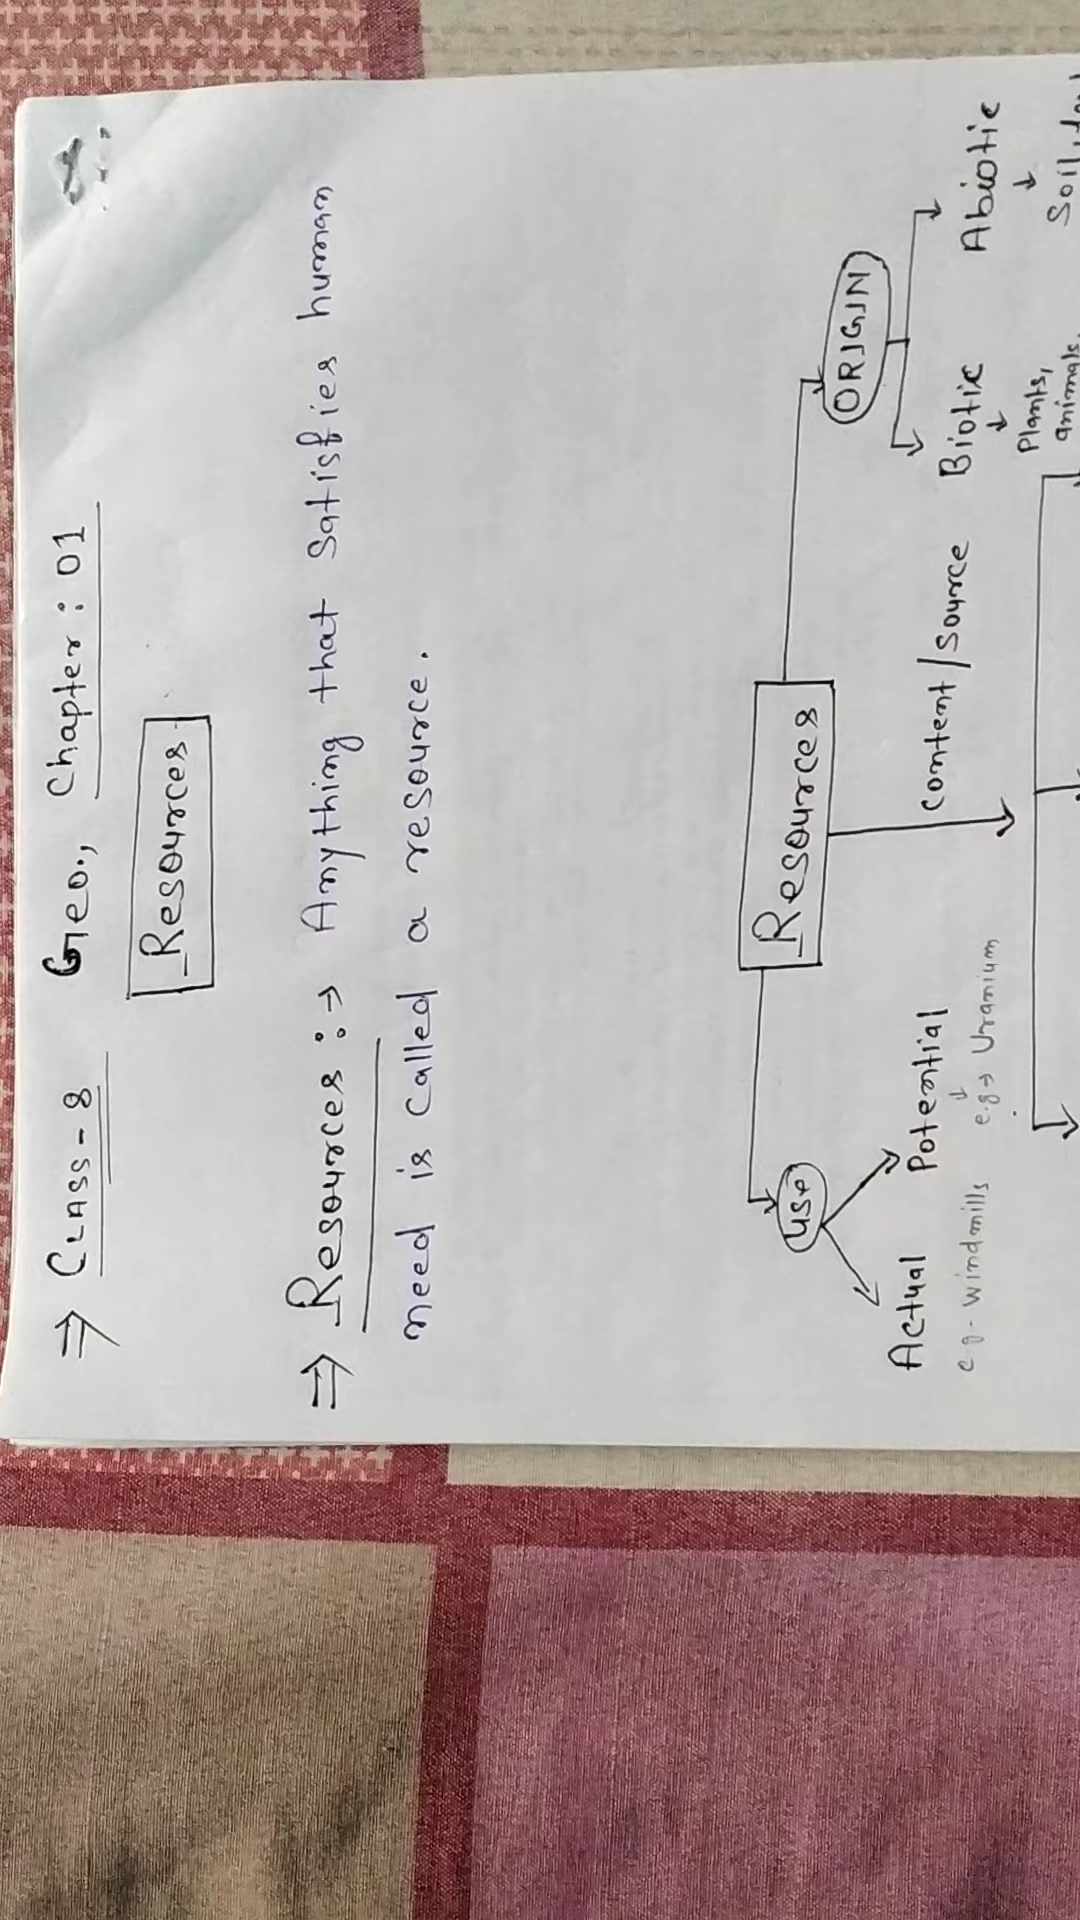 ⇒ CLASS-8 Geo., Chapter: 01
Resources
⇒ Resources :→ Anything that satisfies human
need is called a resource.
Resources
use
ORIGIN
content/source
Actual
Potential
Biotic
Abiotic
e.g.- windmills
e.g → Uranium
Plants,
animals.
Soil,